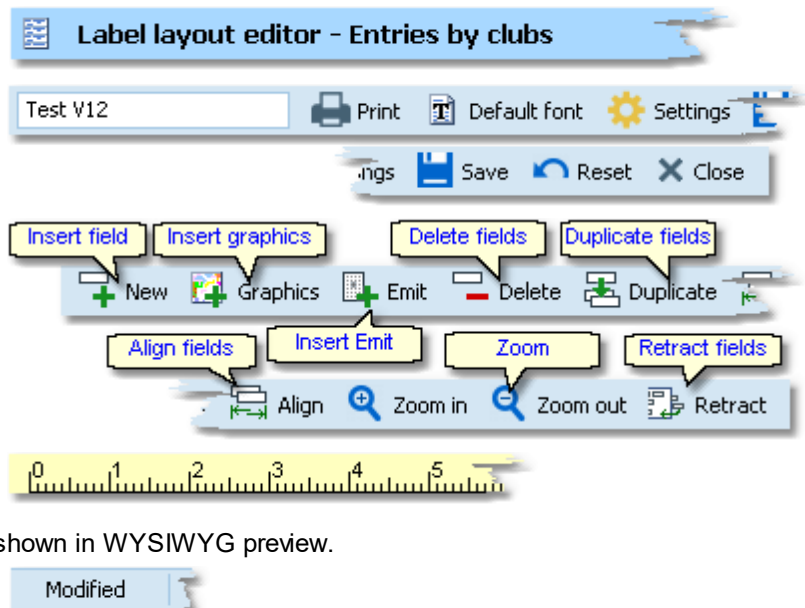 Label layout editor - Entries by clubs
Test V12 Print Default font Settings
ngs Save Reset Close
Insert field Insert graphics Delete fields Duplicate fields
New Graphics Emit Delete Duplicate
Align fields Insert Emit Zoom Retract fields
Align Zoom in Zoom out Retract
0 1 2 3 4 5
shown in WYSIWYG preview.
Modified